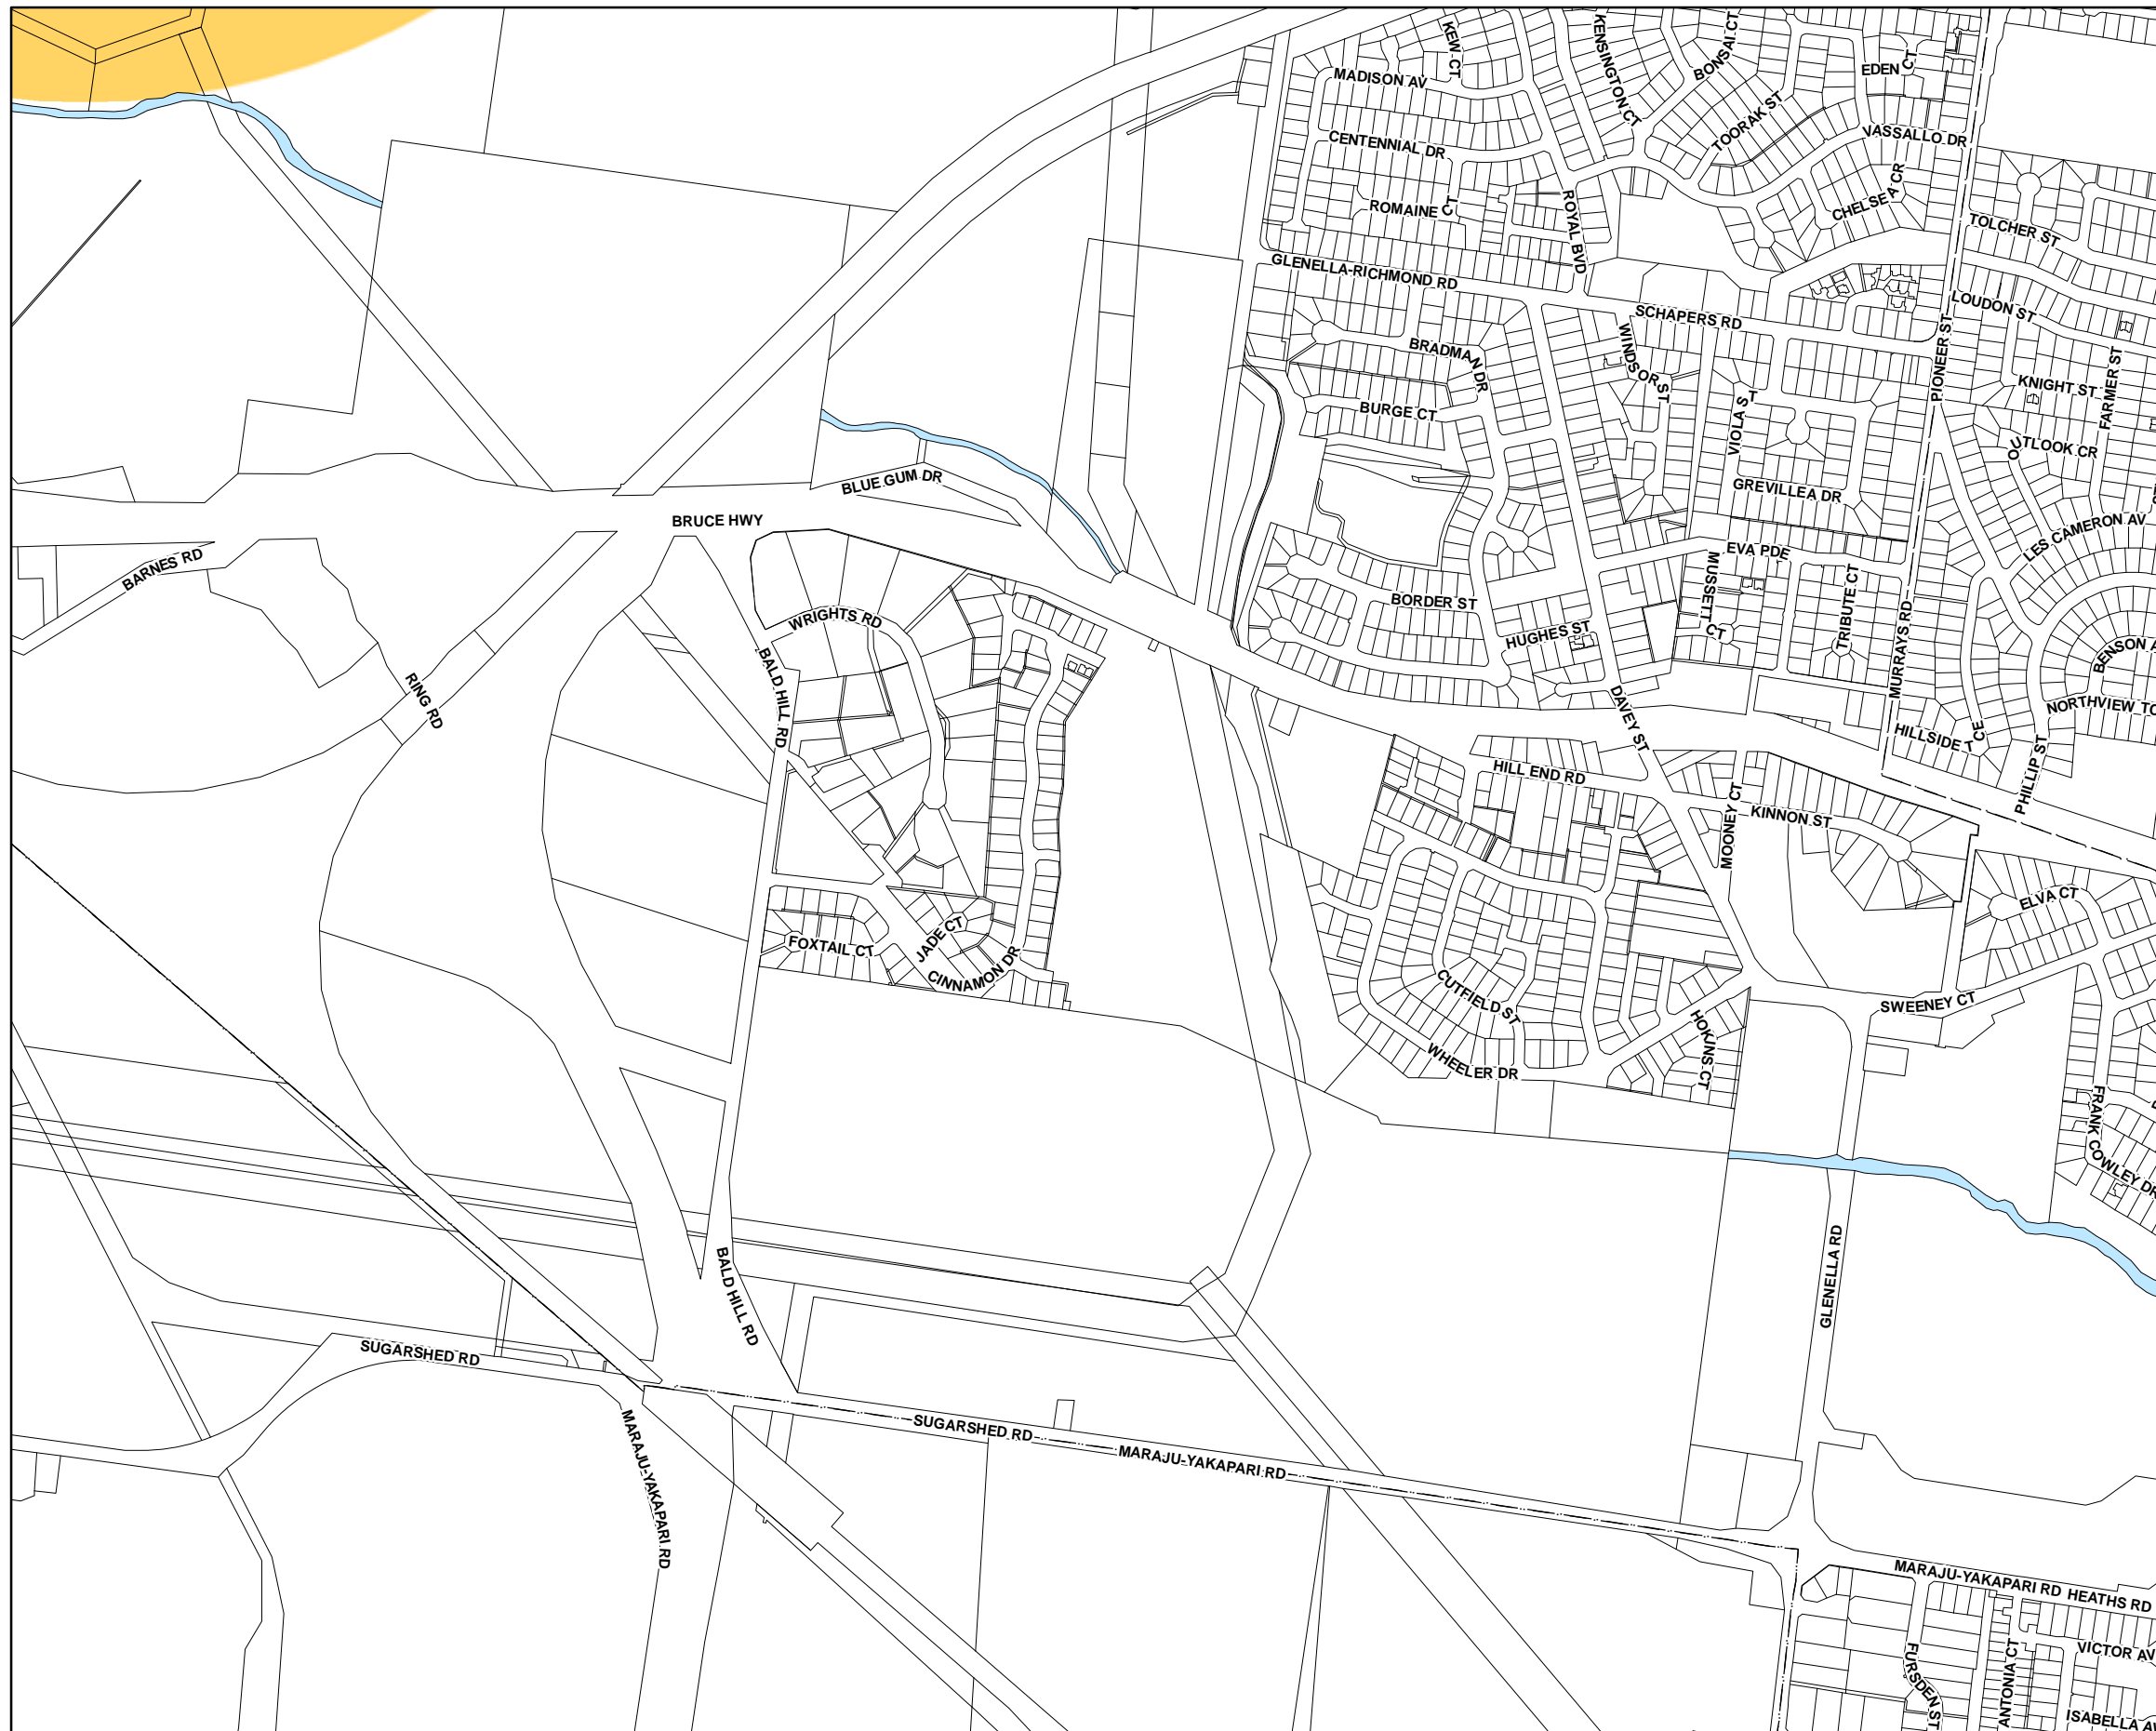 KEW CT
KENSINGTON CT
BONSAI CT
EDEN CT
MADISON AV
TOORAK ST
VASSALLO DR
CENTENNIAL DR
CHELSEA CR
ROMAINE CT
ROYAL BVD
TOLCHER ST
GLENELLA-RICHMOND RD
SCHAPERS RD
LOUDON ST
WINDSOR ST
BRADMAN DR
PIONEER ST
KNIGHT ST
FARMER ST
BURGE CT
VIOLA ST
OUTLOOK CR
BLUE GUM DR
GREVILLEA DR
BRUCE HWY
LES CAMERON AV
BARNES RD
EVA PDE
MUSSETT CT
TRIBUTE CT
BORDER ST
WRIGHTS RD
HUGHES ST
MURRAYS RD
BENSON A
BALD HILL RD
RING RD
DAVEY ST
NORTHVIEW TC
HILLSIDE TCE
PHILLIP ST
HILL END RD
MOONEY CT
KINNON ST
ELVA CT
FOXTAIL CT
JADE CT
CINNAMON DR
CUTFIELD ST
SWEENEY CT
HOKINS CT
WHEELER DR
FRANK COWLEY DR
GLENELLA RD
BALD HILL RD
SUGARSHED RD
MARAJU-YAKAPARI RD
SUGARSHED RD
MARAJU-YAKAPARI RD
MARAJU-YAKAPARI RD
HEATHS RD
VICTOR AV
FURSDEN ST
ANTONIA CT
ISABELLA A